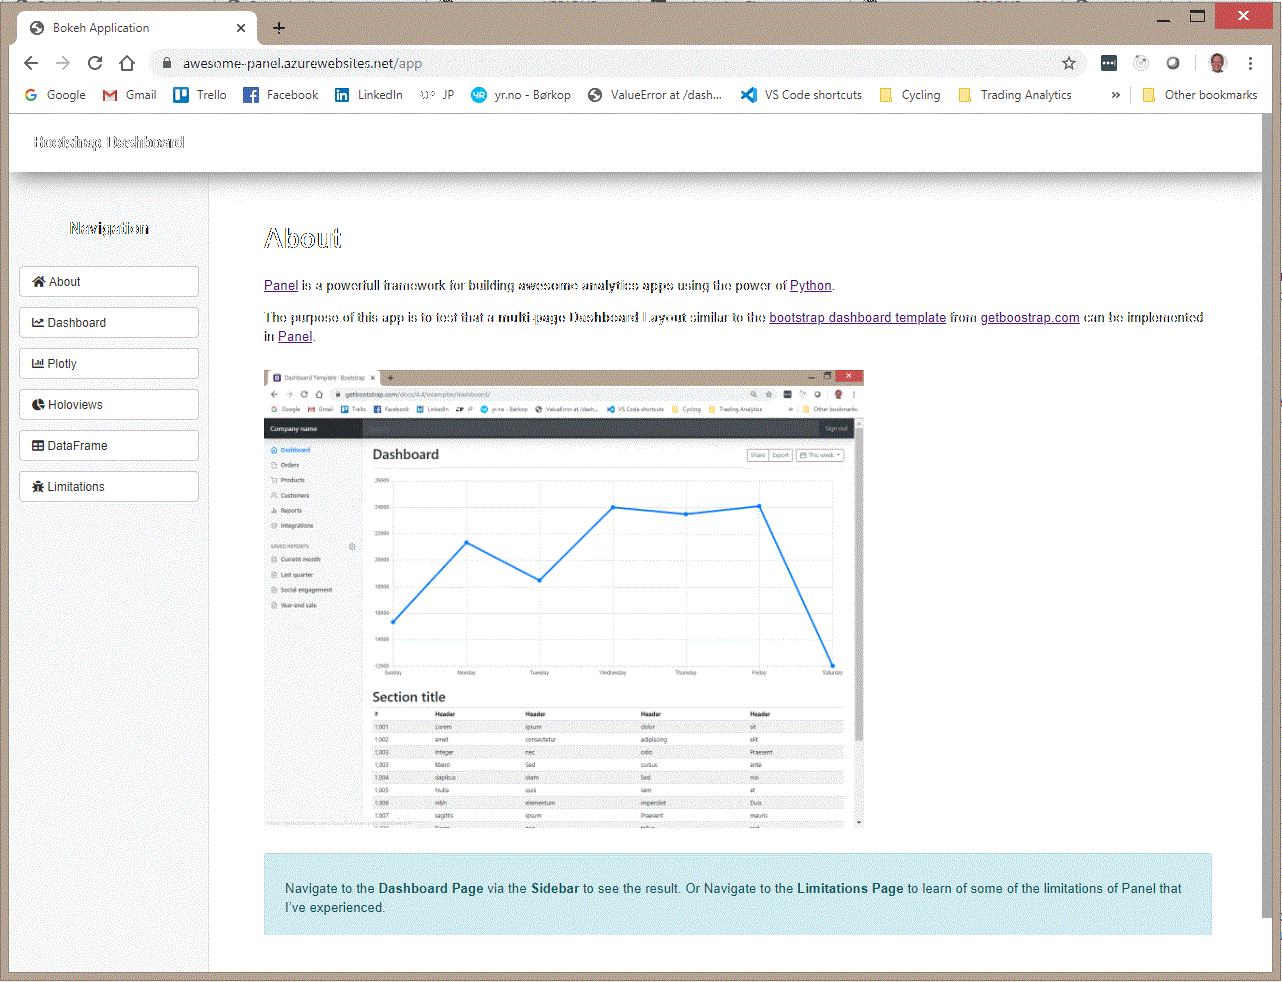 Bokeh Application
awesome-panel.azurewebsites.net/app
Google Gmail Trello Facebook LinkedIn JP yr.no - Børkop ValueError at /dash... VS Code shortcuts Cycling Trading Analytics » Other bookmarks
Bootstrap Dashboard
Navigation
About
Dashboard
Plotly
Holoviews
DataFrame
Limitations
About
Panel is a powerfull framework for building awesome analytics apps using the power of Python.
The purpose of this app is to test that a multi-page Dashboard Layout similar to the bootstrap dashboard template from getboostrap.com can be implemented
in Panel.
Dashboard Template · Bootstrap
getbootstrap.com/docs/4.4/examples/dashboard/
Google Gmail Trello Facebook LinkedIn JP yr.no - Børkop ValueError at /dash... VS Code shortcuts Cycling Trading Analytics » Other bookmarks
Company name Search Sign out
Dashboard
Orders
Products
Customers
Reports
Integrations
SAVED REPORTS
Current month
Last quarter
Social engagement
Year-end sale
Dashboard
Share Export This week
26000
24000
22000
20000
18000
16000
14000
12000
Sunday Monday Tuesday Wednesday Thursday Friday Saturday
Section title
# Header Header Header Header
1,001 Lorem ipsum dolor sit
1,002 amet consectetur adipiscing elit
1,003 Integer nec odio Praesent
1,003 libero Sed cursus ante
1,004 dapibus diam Sed nisi
1,005 Nulla quis sem at
1,006 nibh elementum imperdiet Duis
1,007 sagittis ipsum Praesent mauris
Navigate to the Dashboard Page via the Sidebar to see the result. Or Navigate to the Limitations Page to learn of some of the limitations of Panel that
I've experienced.